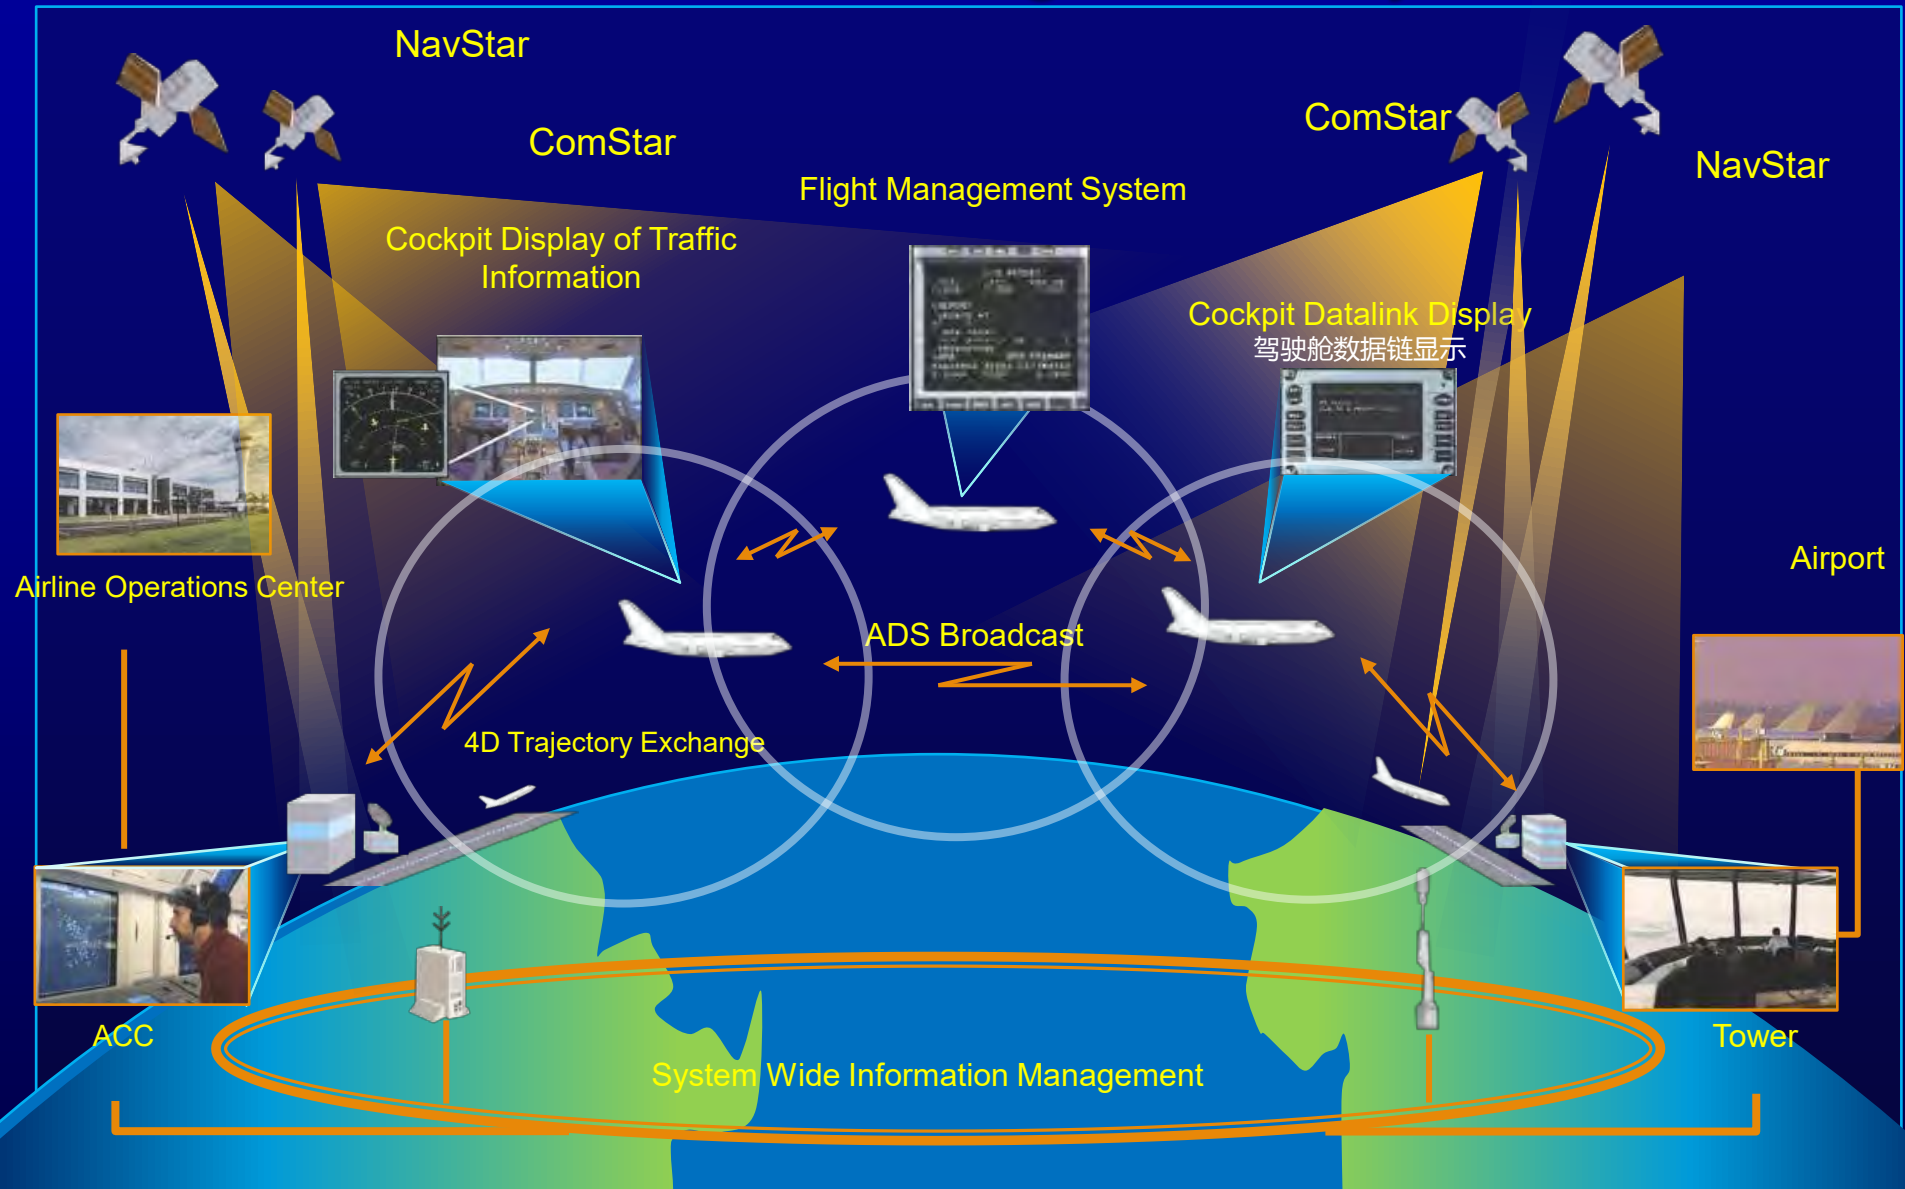 NavStar
ComStar
ComStar
NavStar
Flight Management System
Cockpit Display of Traffic
Information
Cockpit Datalink Display
驾驶舱数据链显示
Airline Operations Center
Airport
ADS Broadcast
4D Trajectory Exchange
ACC
Tower
System Wide Information Management